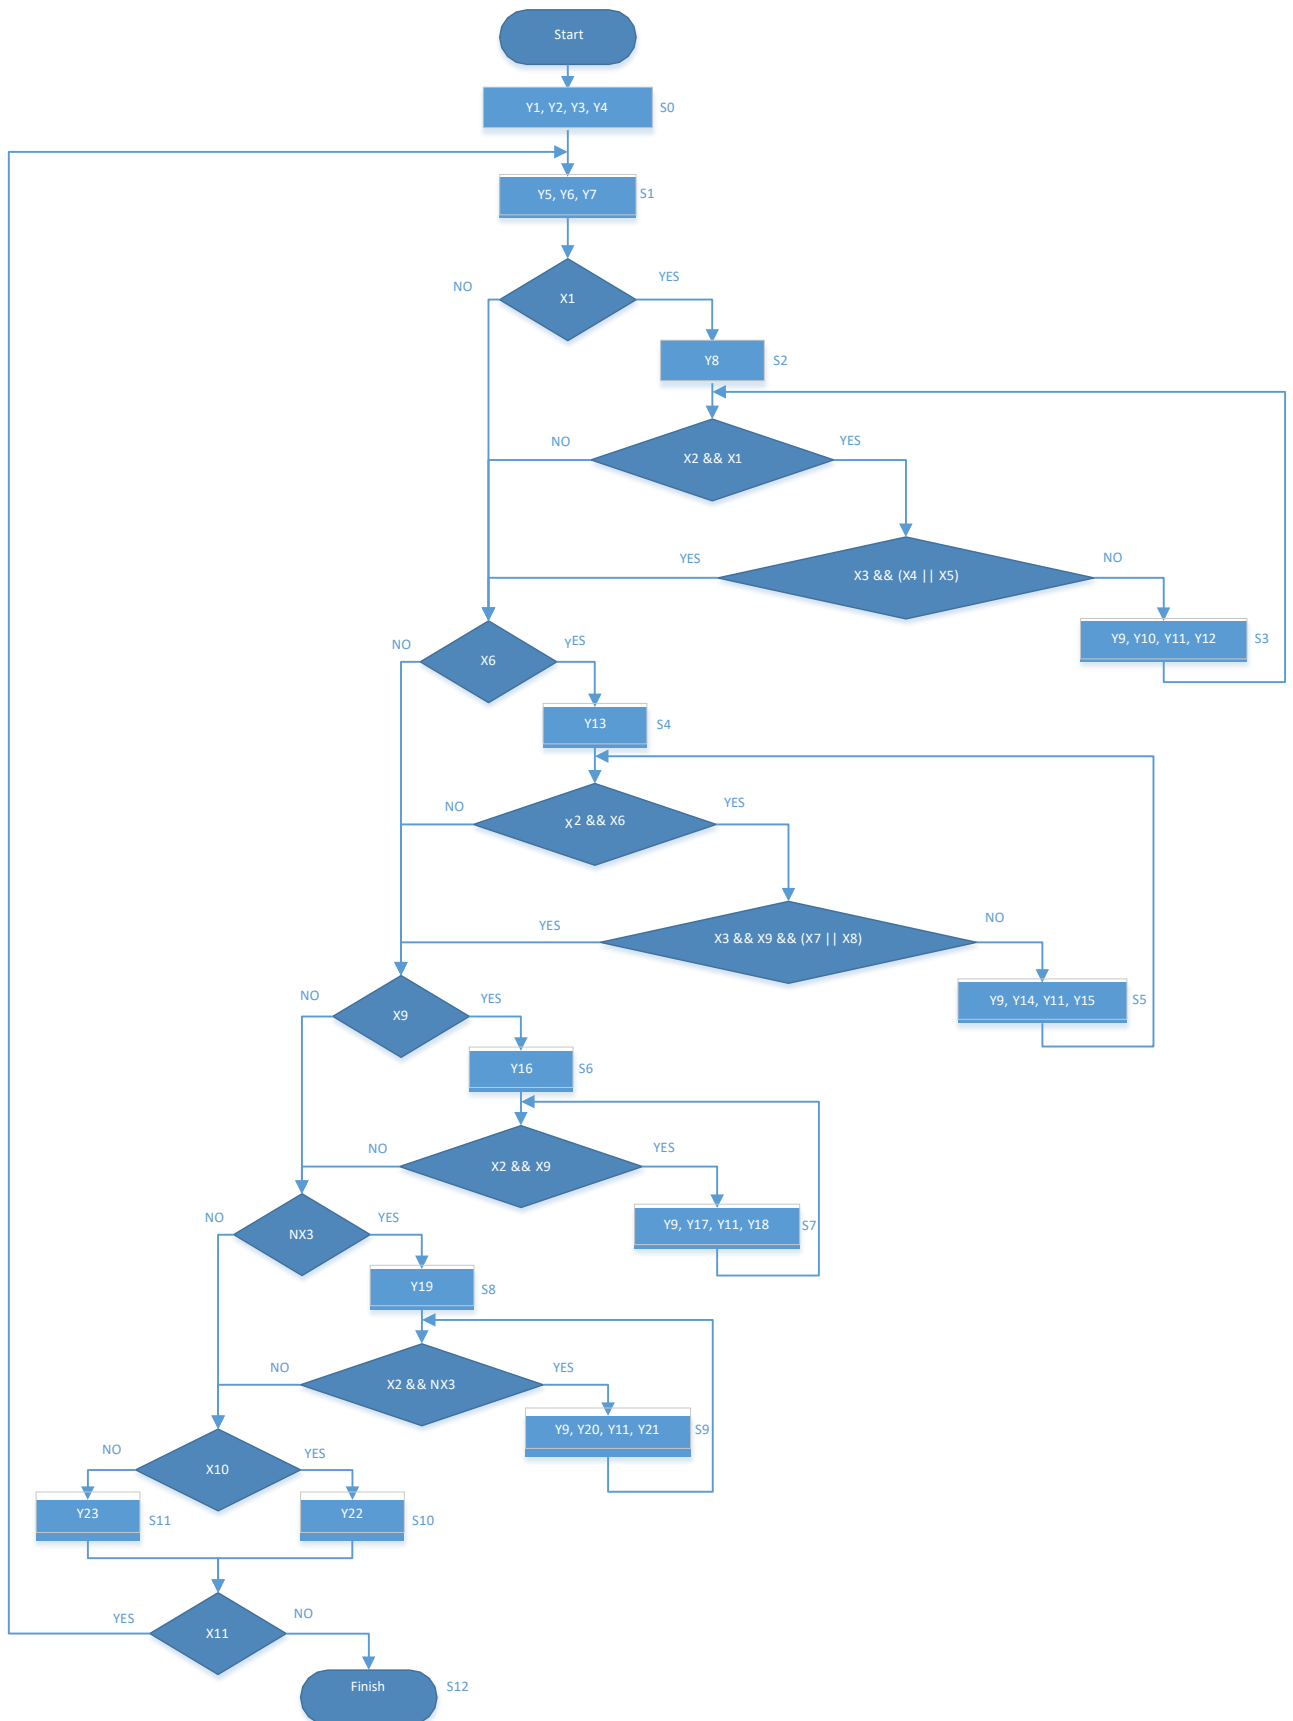 Start
Y1, Y2, Y3, Y4
S0
Y5, Y6, Y7
S1
X1
NO
YES
Y8
S2
X2 && X1
NO
YES
X3 && (X4 || X5)
YES
NO
Y9, Y10, Y11, Y12
S3
X6
NO
YES
Y13
S4
X2 && X6
NO
YES
X3 && X9 && (X7 || X8)
YES
NO
Y9, Y14, Y11, Y15
S5
X9
NO
YES
Y16
S6
X2 && X9
NO
YES
Y9, Y17, Y11, Y18
S7
NX3
NO
YES
Y19
S8
X2 && NX3
NO
YES
Y9, Y20, Y11, Y21
S9
X10
NO
YES
Y23
S11
Y22
S10
X11
YES
NO
Finish
S12